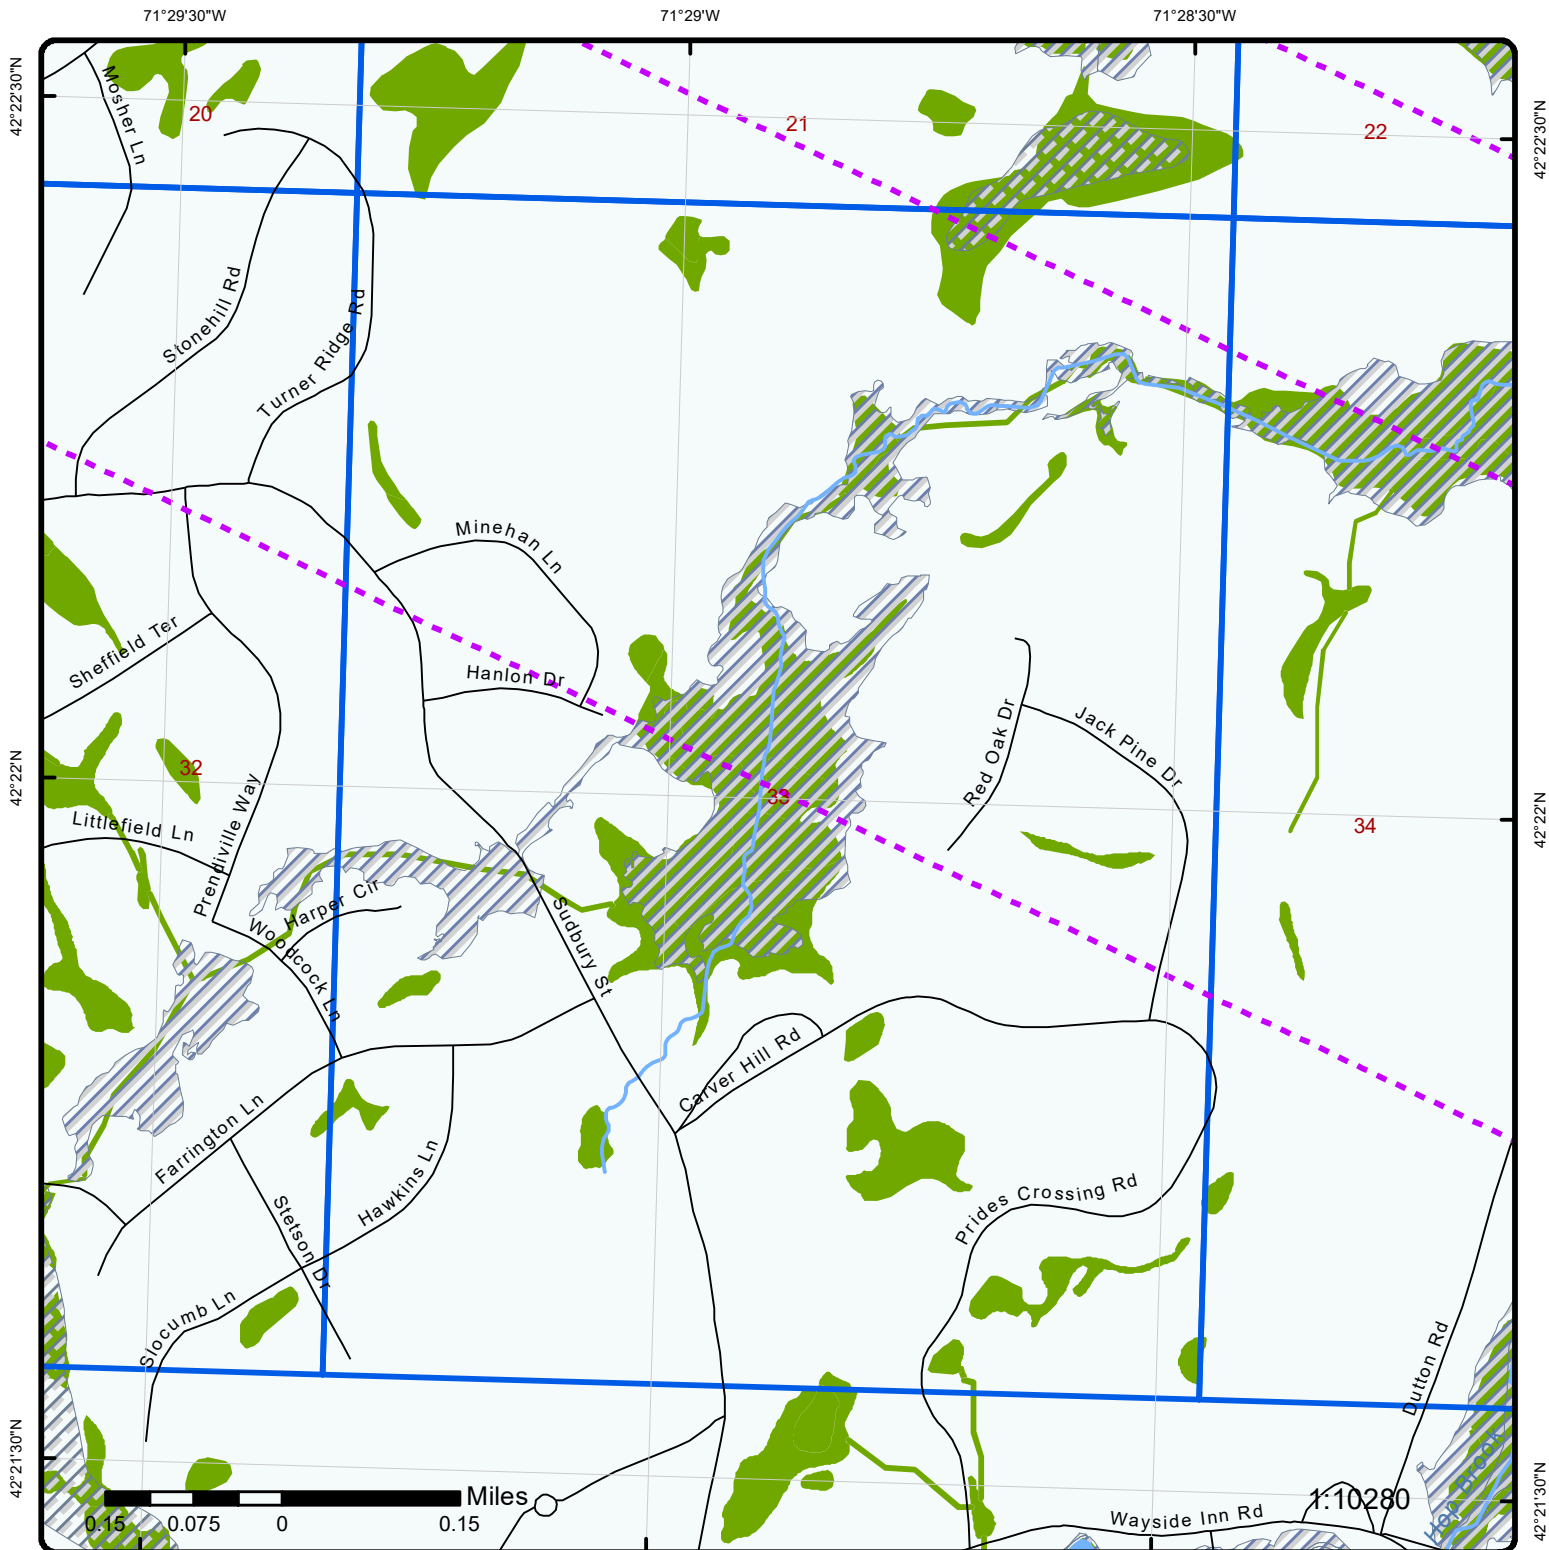 71°29'30"W
71°29'W
71°28'30"W
42°22'30"N
42°22'30"N
Mosher Ln
20
21
22
Stonehill Rd
Turner Ridge Rd
Minehan Ln
Sheffield Ter
Hanlon Dr
Red Oak Dr
Jack Pine Dr
42°22'N
42°22'N
32
33
34
Littlefield Ln
Prendiville Way
Harper Cir
Woodcock Ln
Sudbury St
Carver Hill Rd
Farrington Ln
Hawkins Ln
Stetson Dr
Prides Crossing Rd
Slocumb Ln
Dutton Rd
Hop Brook
42°21'30"N
42°21'30"N
Miles
0.15
0.075
0
0.15
1:10280
Wayside Inn Rd